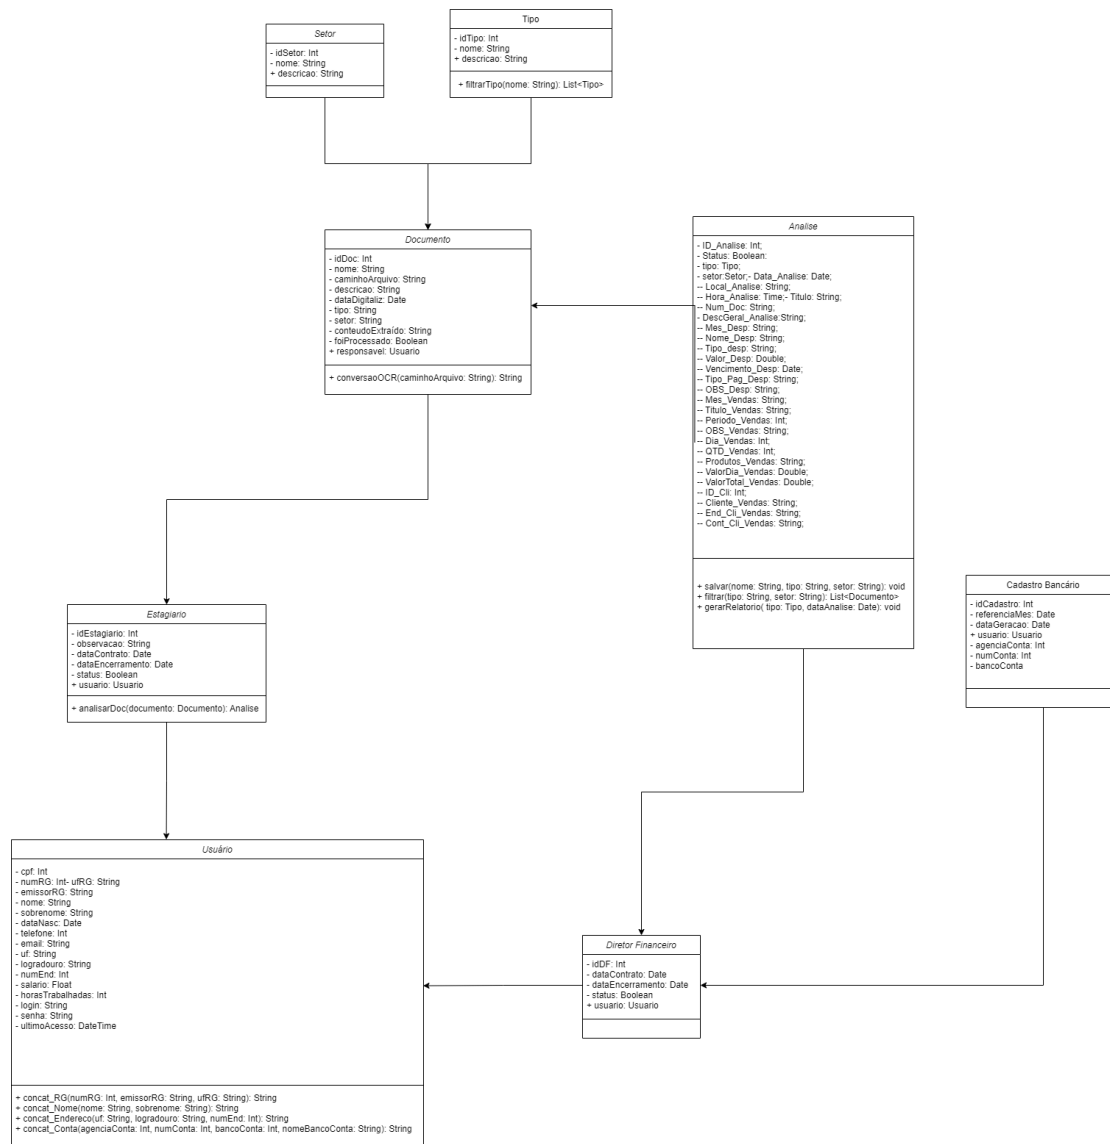 Setor
- idSetor: Int
- nome: String
+ descricao: String
Tipo
- idTipo: Int
- nome: String
+ descricao: String
+ filtrarTipo(nome: String): List<Tipo>
Documento
- idDoc: Int
- nome: String
- caminhoArquivo: String
- descricao: String
- dataDigitaliz: Date
- tipo: String
- setor: String
- conteudoExtraído: String
- foiProcessado: Boolean
+ responsavel: Usuario
+ conversaoOCR(caminhoArquivo: String): String
Analise
- ID_Analise: Int;
- Status: Boolean:
- tipo: Tipo;
- setor:Setor;- Data_Analise: Date;
-- Local_Analise: String;
-- Hora_Analise: Time;- Titulo: String;
-- Num_Doc: String;
- DescGeral_Analise:String;
-- Mes_Desp: String;
-- Nome_Desp: String;
-- Tipo_desp: String;
-- Valor_Desp: Double;
-- Vencimento_Desp: Date;
-- Tipo_Pag_Desp: String;
-- OBS_Desp: String;
-- Mes_Vendas: String;
-- Titulo_Vendas: String;
-- Periodo_Vendas: Int;
-- OBS_Vendas: String;
-- Dia_Vendas: Int;
-- QTD_Vendas: Int;
-- Produtos_Vendas: String;
-- ValorDia_Vendas: Double;
-- ValorTotal_Vendas: Double;
-- ID_Cli: Int;
-- Cliente_Vendas: String;
-- End_Cli_Vendas: String;
-- Cont_Cli_Vendas: String;
+ salvar(nome: String, tipo: String, setor: String): void
+ filtrar(tipo: String, setor: String): List<Documento>
+ gerarRelatorio( tipo: Tipo, dataAnalise: Date): void
Cadastro Bancário
- idCadastro: Int
- referenciaMes: Date
- dataGeracao: Date
+ usuario: Usuario
- agenciaConta: Int
- numConta: Int
- bancoConta
Estagiario
- idEstagiario: Int
- observacao: String
- dataContrato: Date
- dataEncerramento: Date
- status: Boolean
+ usuario: Usuario
+ analisarDoc(documento: Documento): Analise
Usuário
- cpf: Int
- numRG: Int- ufRG: String
- emissorRG: String
- nome: String
- sobrenome: String
- dataNasc: Date
- telefone: Int
- email: String
- uf: String
- logradouro: String
- numEnd: Int
- salario: Float
- horasTrabalhadas: Int
- login: String
- senha: String
- ultimoAcesso: DateTime
+ concat_RG(numRG: Int, emissorRG: String, ufRG: String): String
+ concat_Nome(nome: String, sobrenome: String): String
+ concat_Endereco(uf: String, logradouro: String, numEnd: Int): String
+ concat_Conta(agenciaConta: Int, numConta: Int, bancoConta: Int, nomeBancoConta: String): String
Diretor Financeiro
- idDF: Int
- dataContrato: Date
- dataEncerramento: Date
- status: Boolean
+ usuario: Usuario